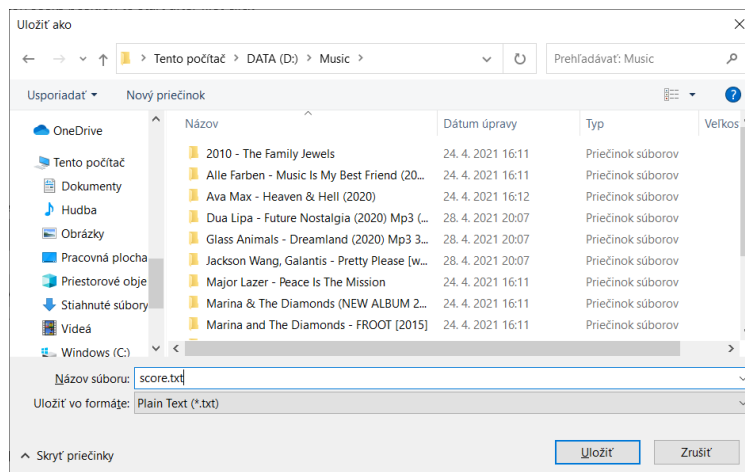 Uložiť ako
Tento počítač > DATA (D:) > Music >
Prehľadávať: Music
Usporiadať
Nový priečinok
Názov Dátum úpravy Typ Veľkos
OneDrive
Tento počítač
Dokumenty
Hudba
Obrázky
Pracovná plocha
Priestorové obje
Stiahnuté súbory
Videá
Windows (C:)
2010 - The Family Jewels 24. 4. 2021 16:11 Priečinok súborov
Alle Farben - Music Is My Best Friend (20... 24. 4. 2021 16:11 Priečinok súborov
Ava Max - Heaven & Hell (2020) 24. 4. 2021 16:12 Priečinok súborov
Dua Lipa - Future Nostalgia (2020) Mp3 (... 28. 4. 2021 20:07 Priečinok súborov
Glass Animals - Dreamland (2020) Mp3 3... 28. 4. 2021 20:07 Priečinok súborov
Jackson Wang, Galantis - Pretty Please [w... 28. 4. 2021 20:07 Priečinok súborov
Major Lazer - Peace Is The Mission 24. 4. 2021 16:11 Priečinok súborov
Marina & The Diamonds (NEW ALBUM 2... 24. 4. 2021 16:11 Priečinok súborov
Marina and The Diamonds - FROOT [2015] 24. 4. 2021 16:11 Priečinok súborov
Názov súboru: score.txt
Uložiť vo formáte: Plain Text (*.txt)
Skryť priečinky
Uložiť
Zrušiť